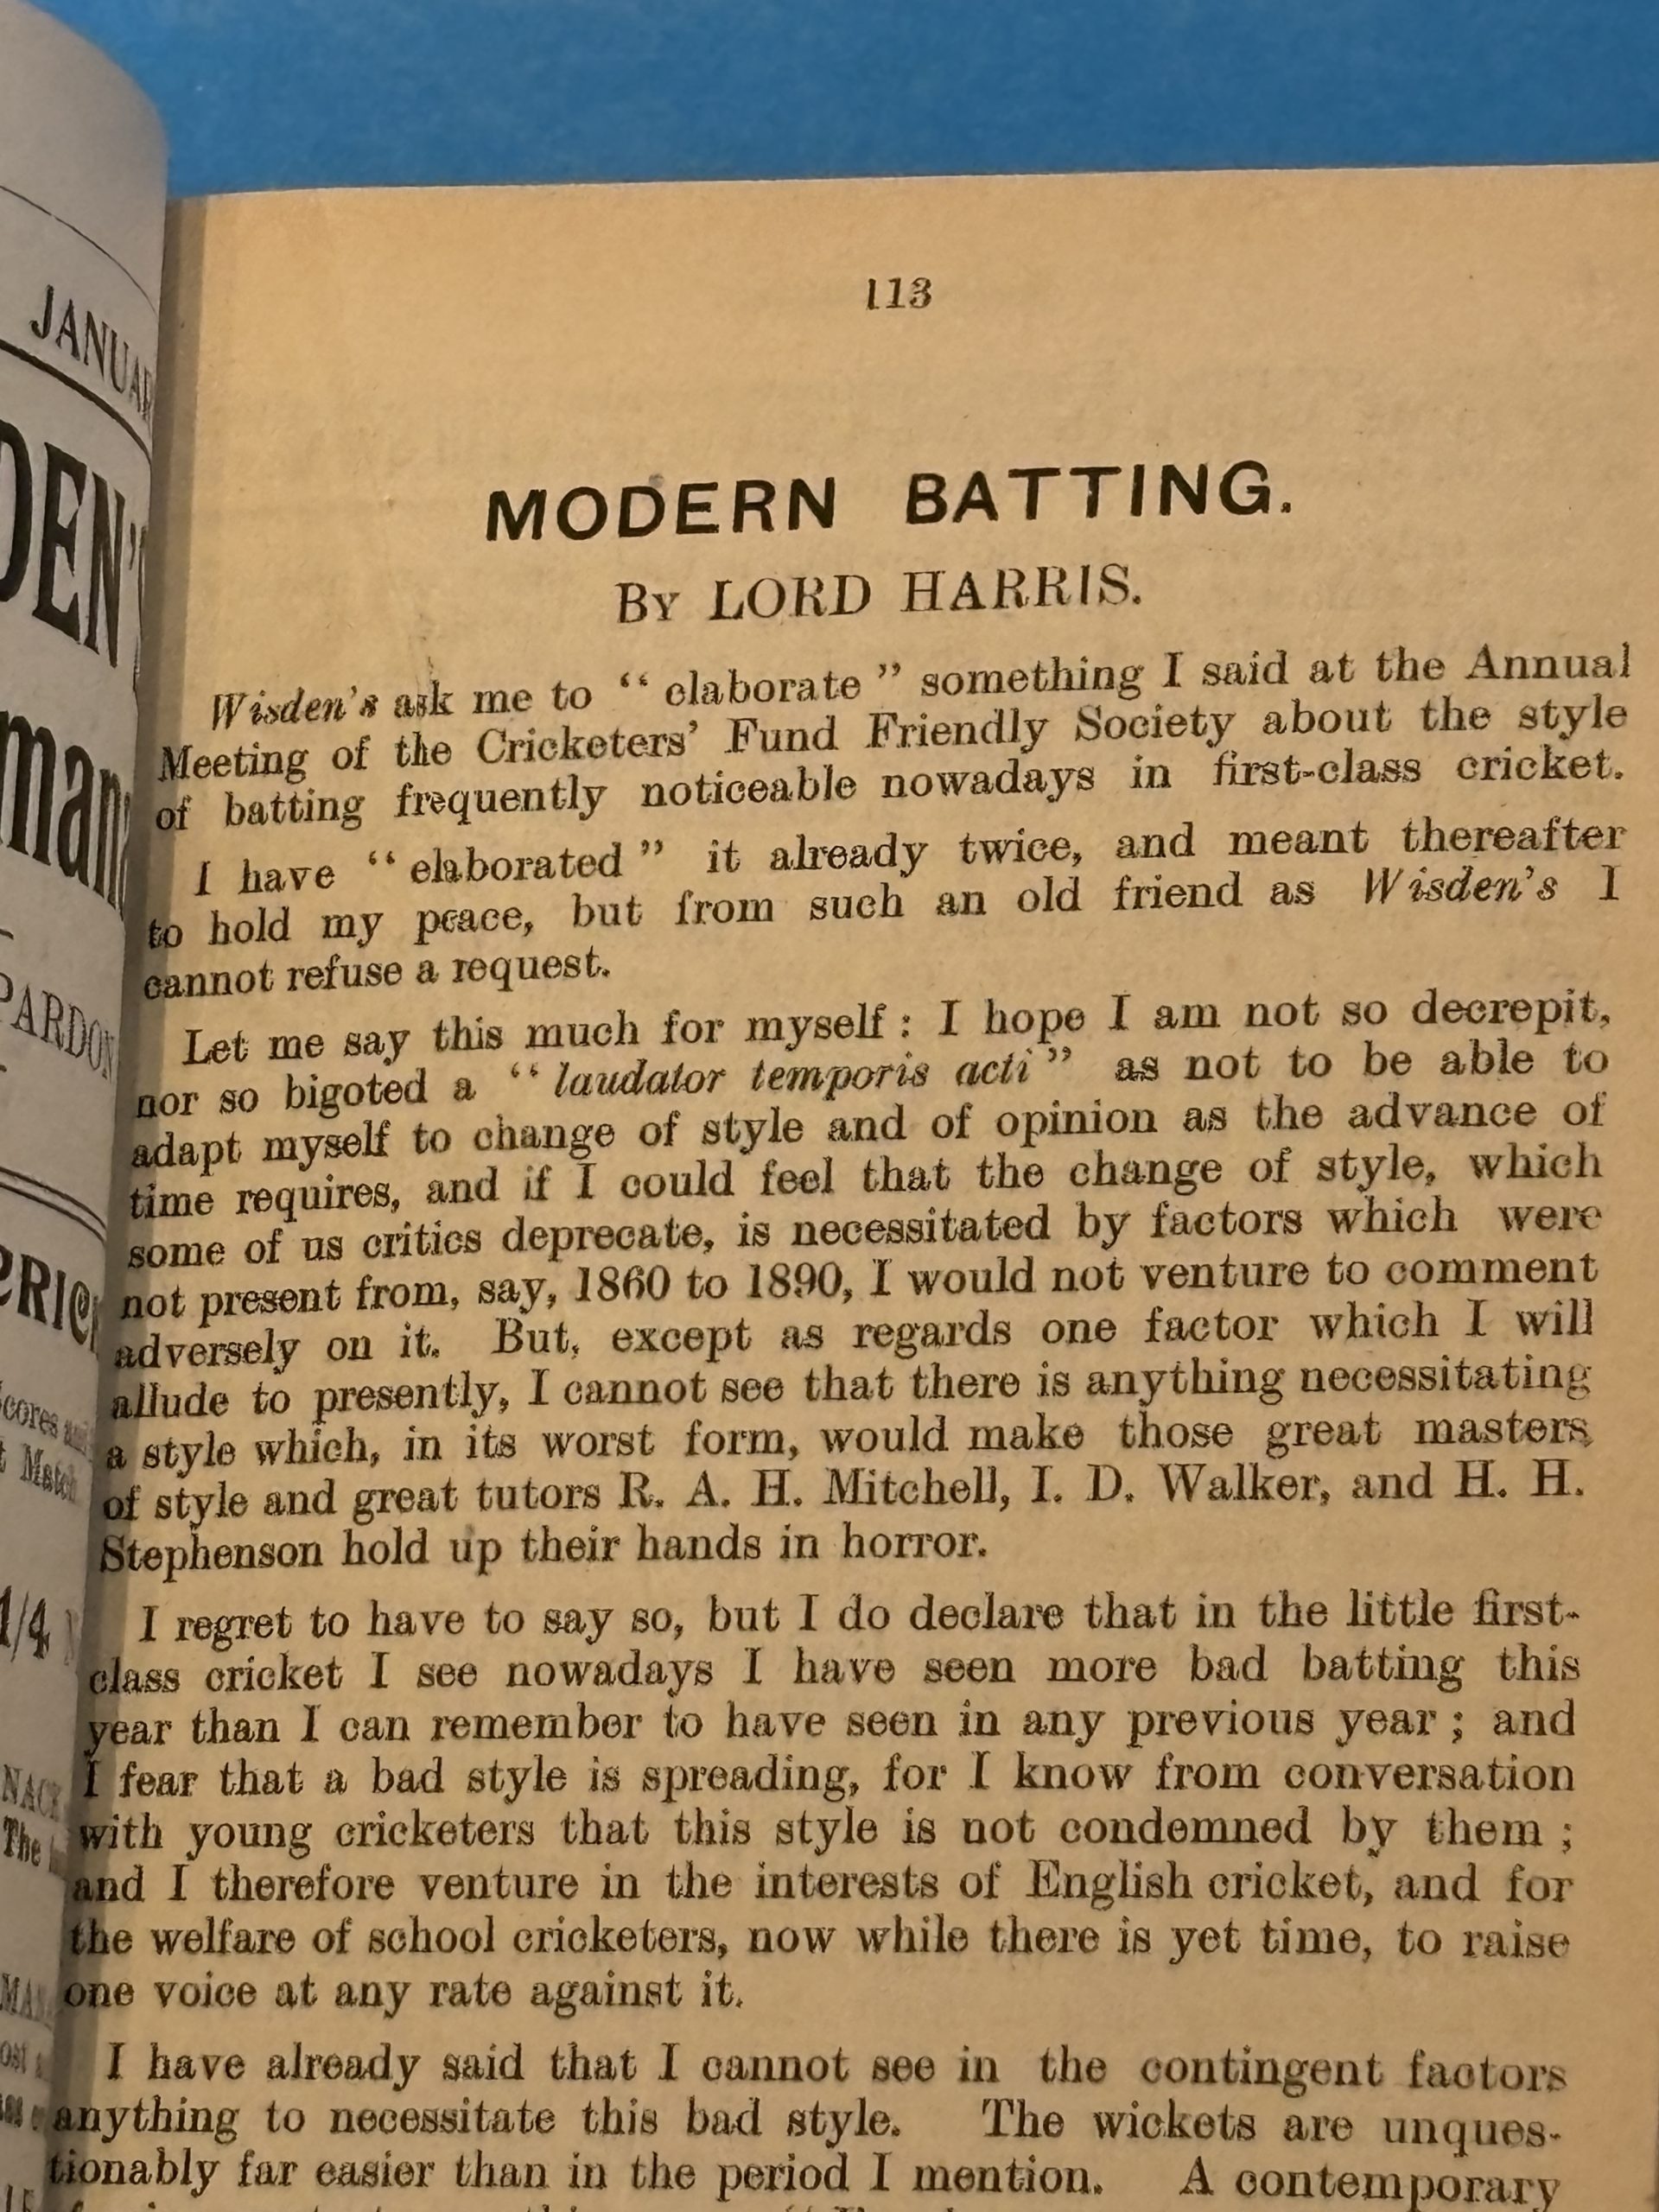 JANUAR
DEN'
mana
PARDON
CRIC
cores and
t Match
1/4
NAC
The
113
MODERN BATTING.
BY LORD HARRIS.
Wisden's ask me to “ elaborate ” something I said at the Annual
Meeting of the Cricketers' Fund Friendly Society about the style
of batting frequently noticeable nowadays in first-class cricket.
I have “ elaborated ” it already twice, and meant thereafter
to hold my peace, but from such an old friend as Wisden's I
cannot refuse a request.
Let me say this much for myself : I hope I am not so decrepit,
nor so bigoted a “ laudator temporis acti ” as not to be able to
adapt myself to change of style and of opinion as the advance of
time requires, and if I could feel that the change of style, which
some of us critics deprecate, is necessitated by factors which were
not present from, say, 1860 to 1890, I would not venture to comment
adversely on it. But, except as regards one factor which I will
allude to presently, I cannot see that there is anything necessitating
a style which, in its worst form, would make those great masters
of style and great tutors R. A. H. Mitchell, I. D. Walker, and H. H.
Stephenson hold up their hands in horror.
I regret to have to say so, but I do declare that in the little first-
class cricket I see nowadays I have seen more bad batting this
year than I can remember to have seen in any previous year ; and
I fear that a bad style is spreading, for I know from conversation
with young cricketers that this style is not condemned by them ;
and I therefore venture in the interests of English cricket, and for
the welfare of school cricketers, now while there is yet time, to raise
one voice at any rate against it.
I have already said that I cannot see in the contingent factors
anything to necessitate this bad style. The wickets are unques-
tionably far easier than in the period I mention. A contemporary